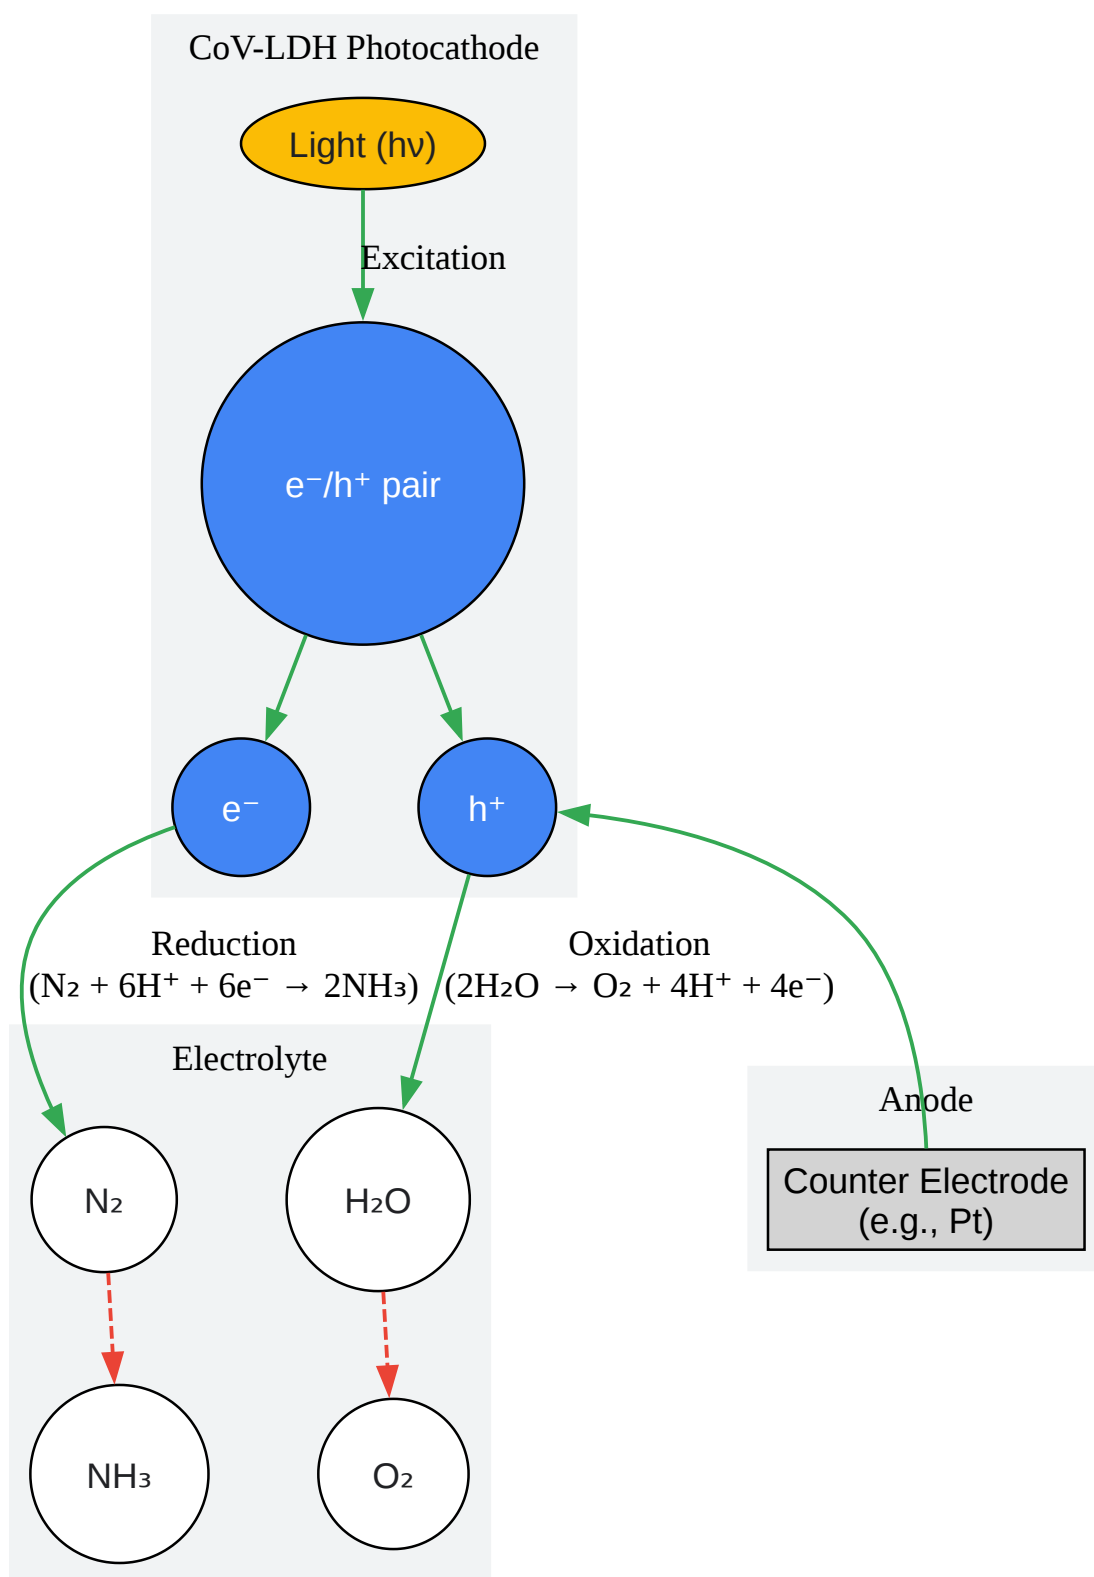 CoV-LDH Photocathode
Light (hν)
Excitation
e⁻/h⁺ pair
e⁻
h⁺
Reduction
(N₂ + 6H⁺ + 6e⁻ → 2NH₃)
Oxidation
(2H₂O → O₂ + 4H⁺ + 4e⁻)
Electrolyte
Anode
Counter Electrode
(e.g., Pt)
N₂
H₂O
NH₃
O₂